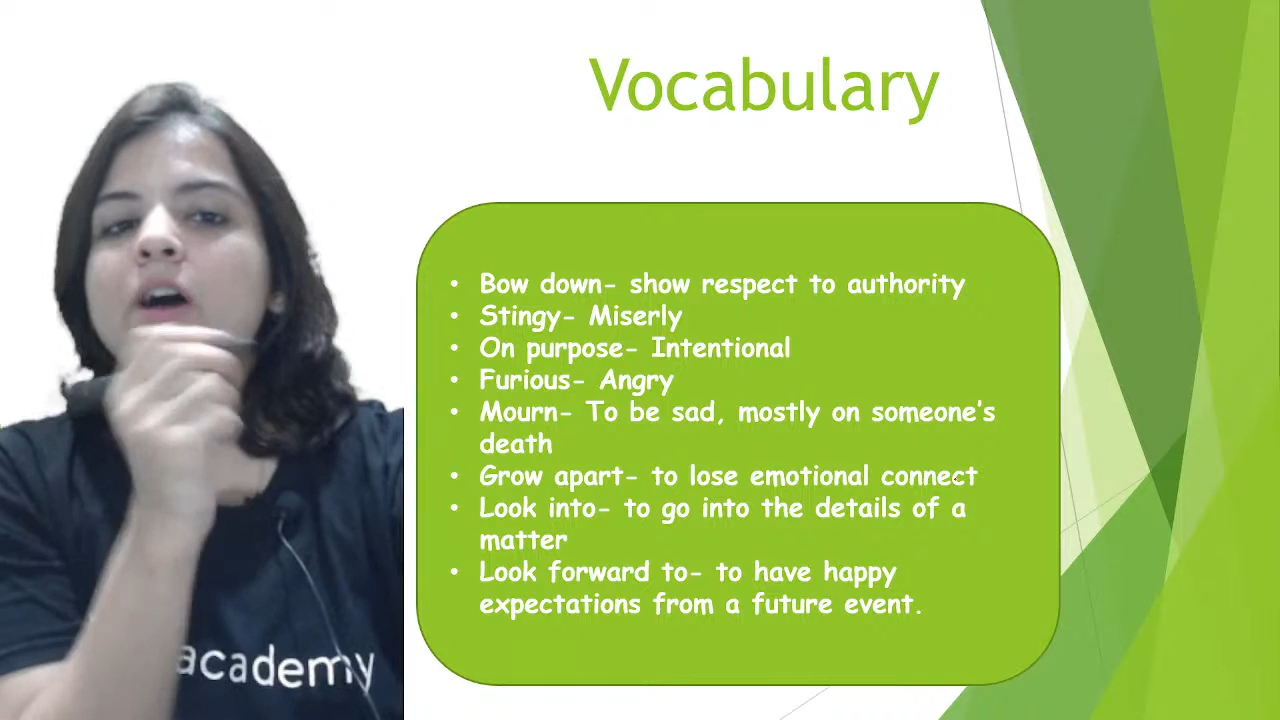 Vocabulary
• Bow down- show respect to authority
• Stingy- Miserly
• On purpose- Intentional
• Furious- Angry
• Mourn- To be sad, mostly on someone's
death
• Grow apart- to lose emotional connect
• Look into- to go into the details of a
matter
• Look forward to- to have happy
expectations from a future event.
academy